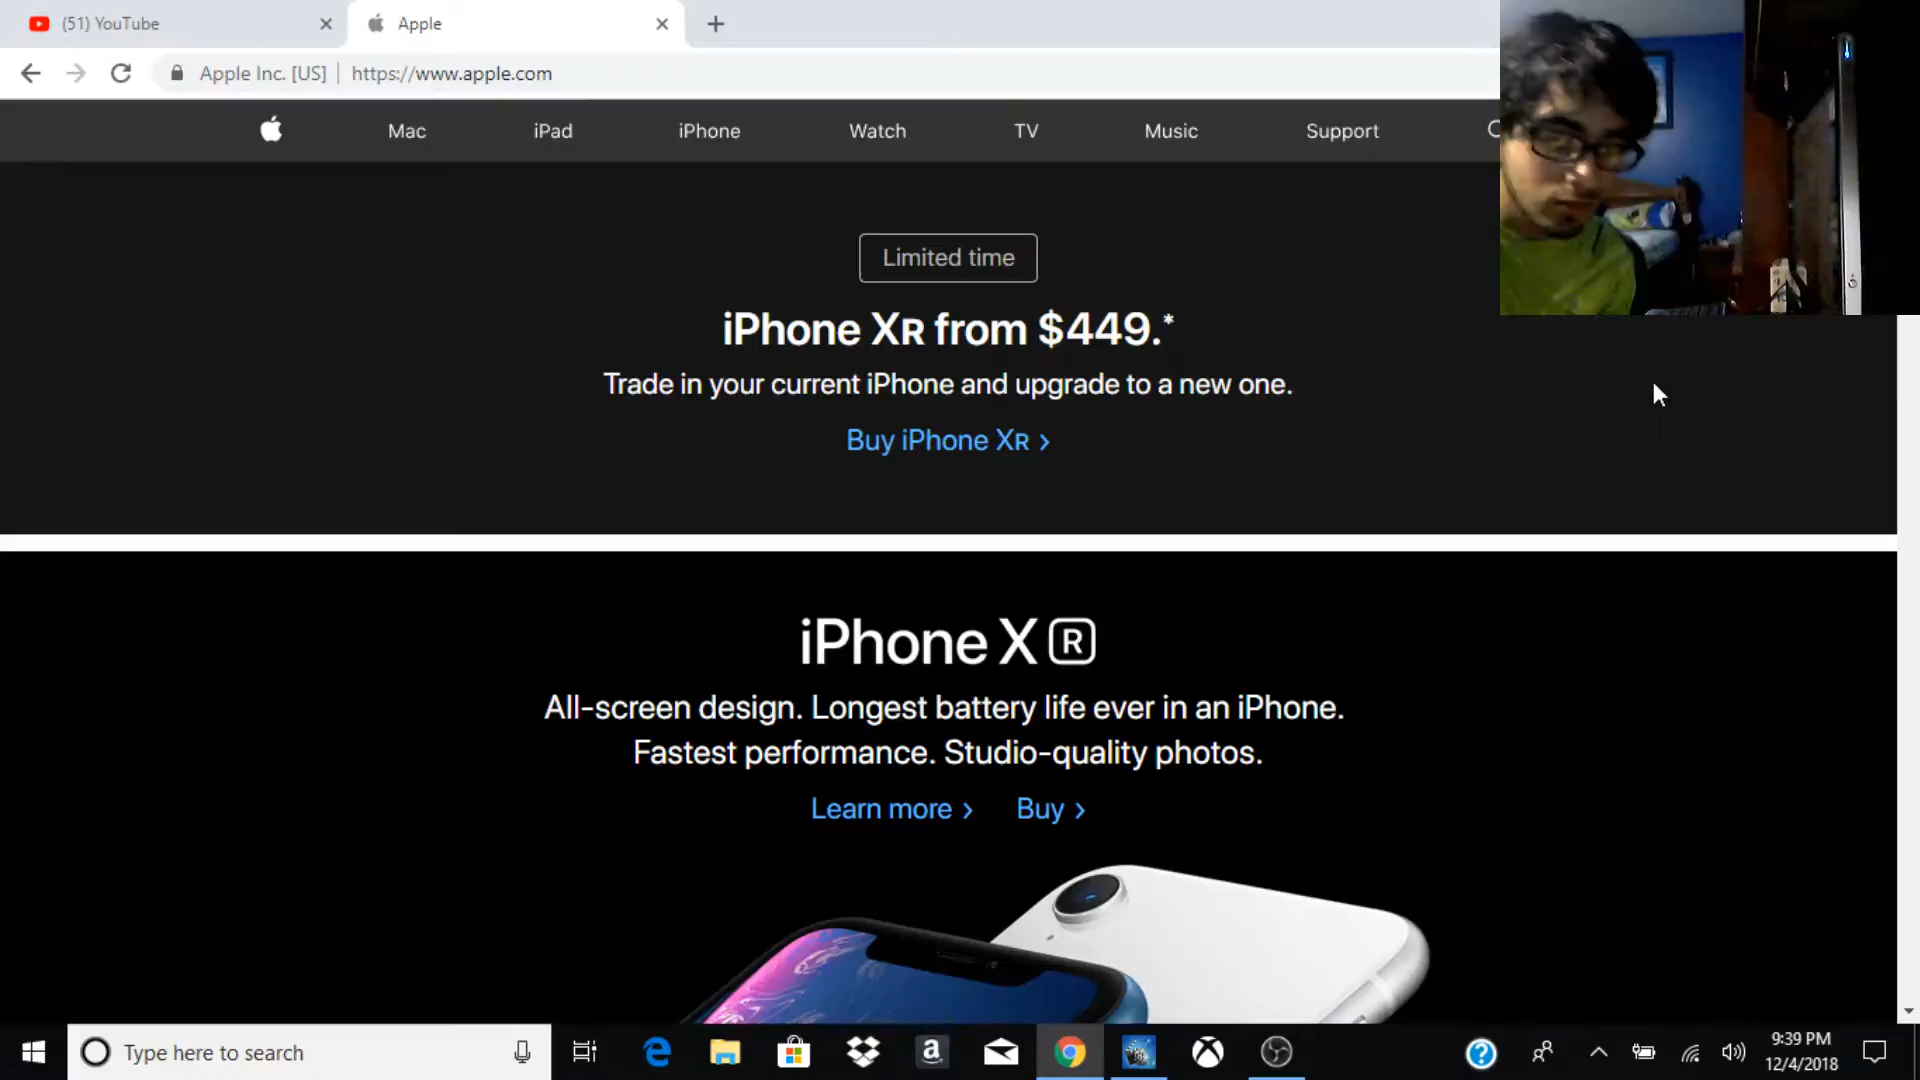 (51) YouTube
Apple
Apple Inc. [US]
https://www.apple.com
Mac
iPad
iPhone
Watch
TV
Music
Support
Limited time
iPhone XR from $449.*
Trade in your current iPhone and upgrade to a new one.
Buy iPhone XR >
iPhone XR
All-screen design. Longest battery life ever in an iPhone.
Fastest performance. Studio-quality photos.
Learn more >
Buy >
Type here to search
9:39 PM
12/4/2018